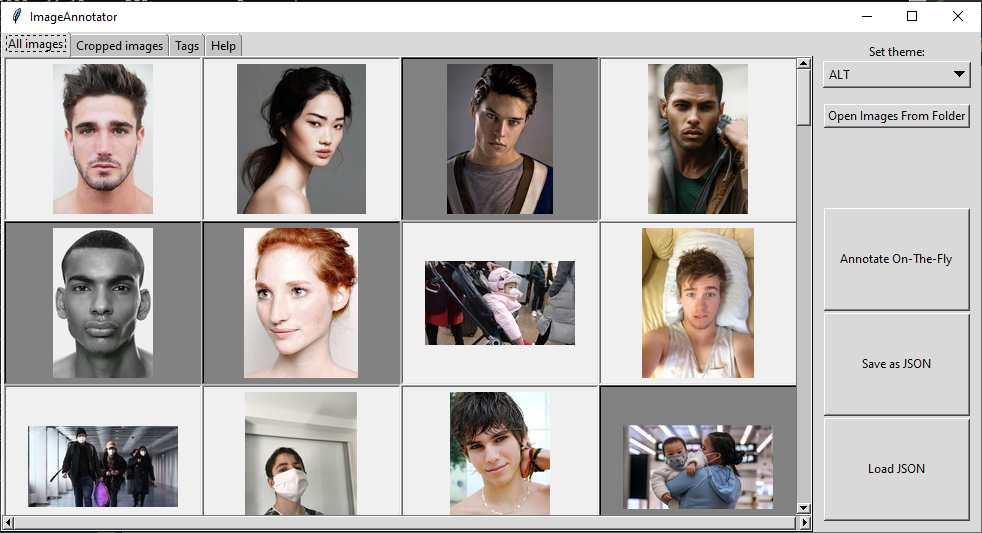 ImageAnnotator
All images
Cropped images
Tags
Help
Set theme:
ALT
Open Images From Folder
Annotate On-The-Fly
Save as JSON
Load JSON